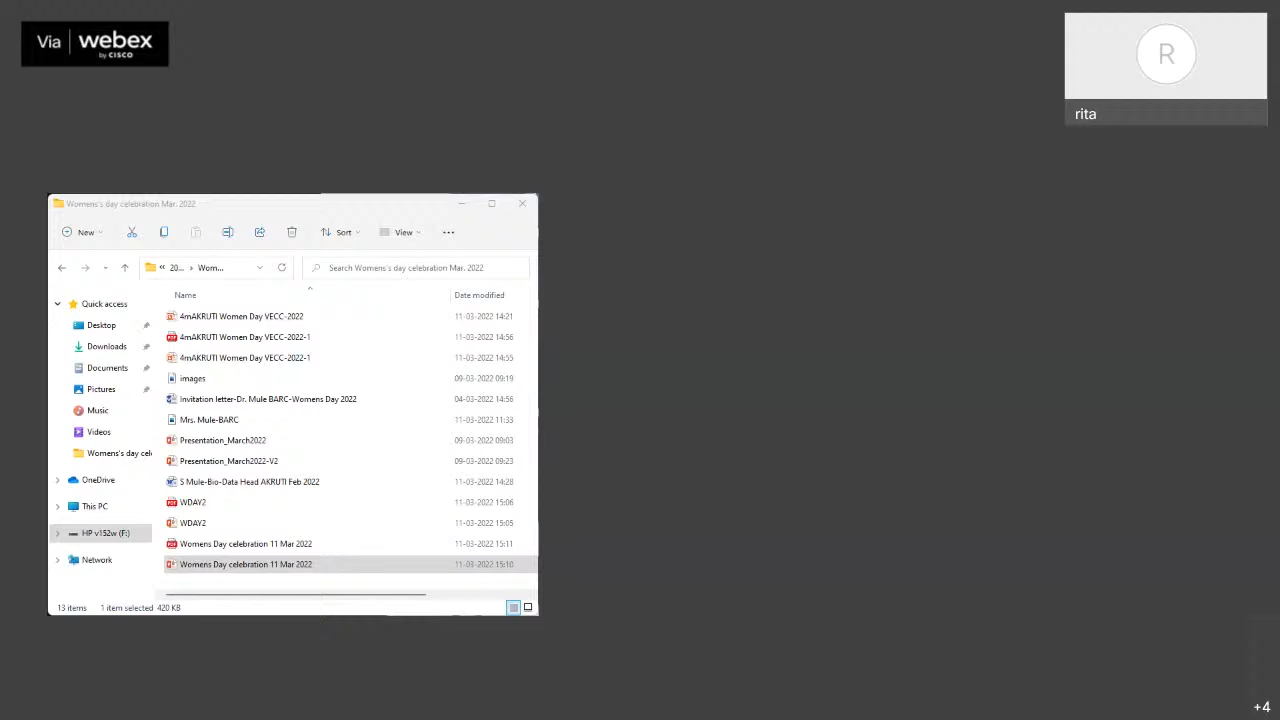 Via webex
by CISCO
R
rita
Womens's day celebration Mar. 2022
New Sort View ...
« 20... › Wom... Search Womens's day celebration Mar. 2022
Name Date modified
Quick access
Desktop
Downloads
Documents
Pictures
Music
Videos
Womens's day cel
OneDrive
This PC
HP v152w (F:)
Network
4mAKRUTI Women Day VECC-2022 11-03-2022 14:21
4mAKRUTI Women Day VECC-2022-1 11-03-2022 14:56
4mAKRUTI Women Day VECC-2022-1 11-03-2022 14:55
images 09-03-2022 09:19
Invitation letter-Dr. Mule BARC-Womens Day 2022 04-03-2022 14:56
Mrs. Mule-BARC 11-03-2022 11:33
Presentation_March2022 09-03-2022 09:03
Presentation_March2022-V2 09-03-2022 09:23
S Mule-Bio-Data Head AKRUTI Feb 2022 11-03-2022 14:28
WDAY2 11-03-2022 15:06
WDAY2 11-03-2022 15:05
Womens Day celebration 11 Mar 2022 11-03-2022 15:11
Womens Day celebration 11 Mar 2022 11-03-2022 15:10
13 items 1 item selected 420 KB
+4